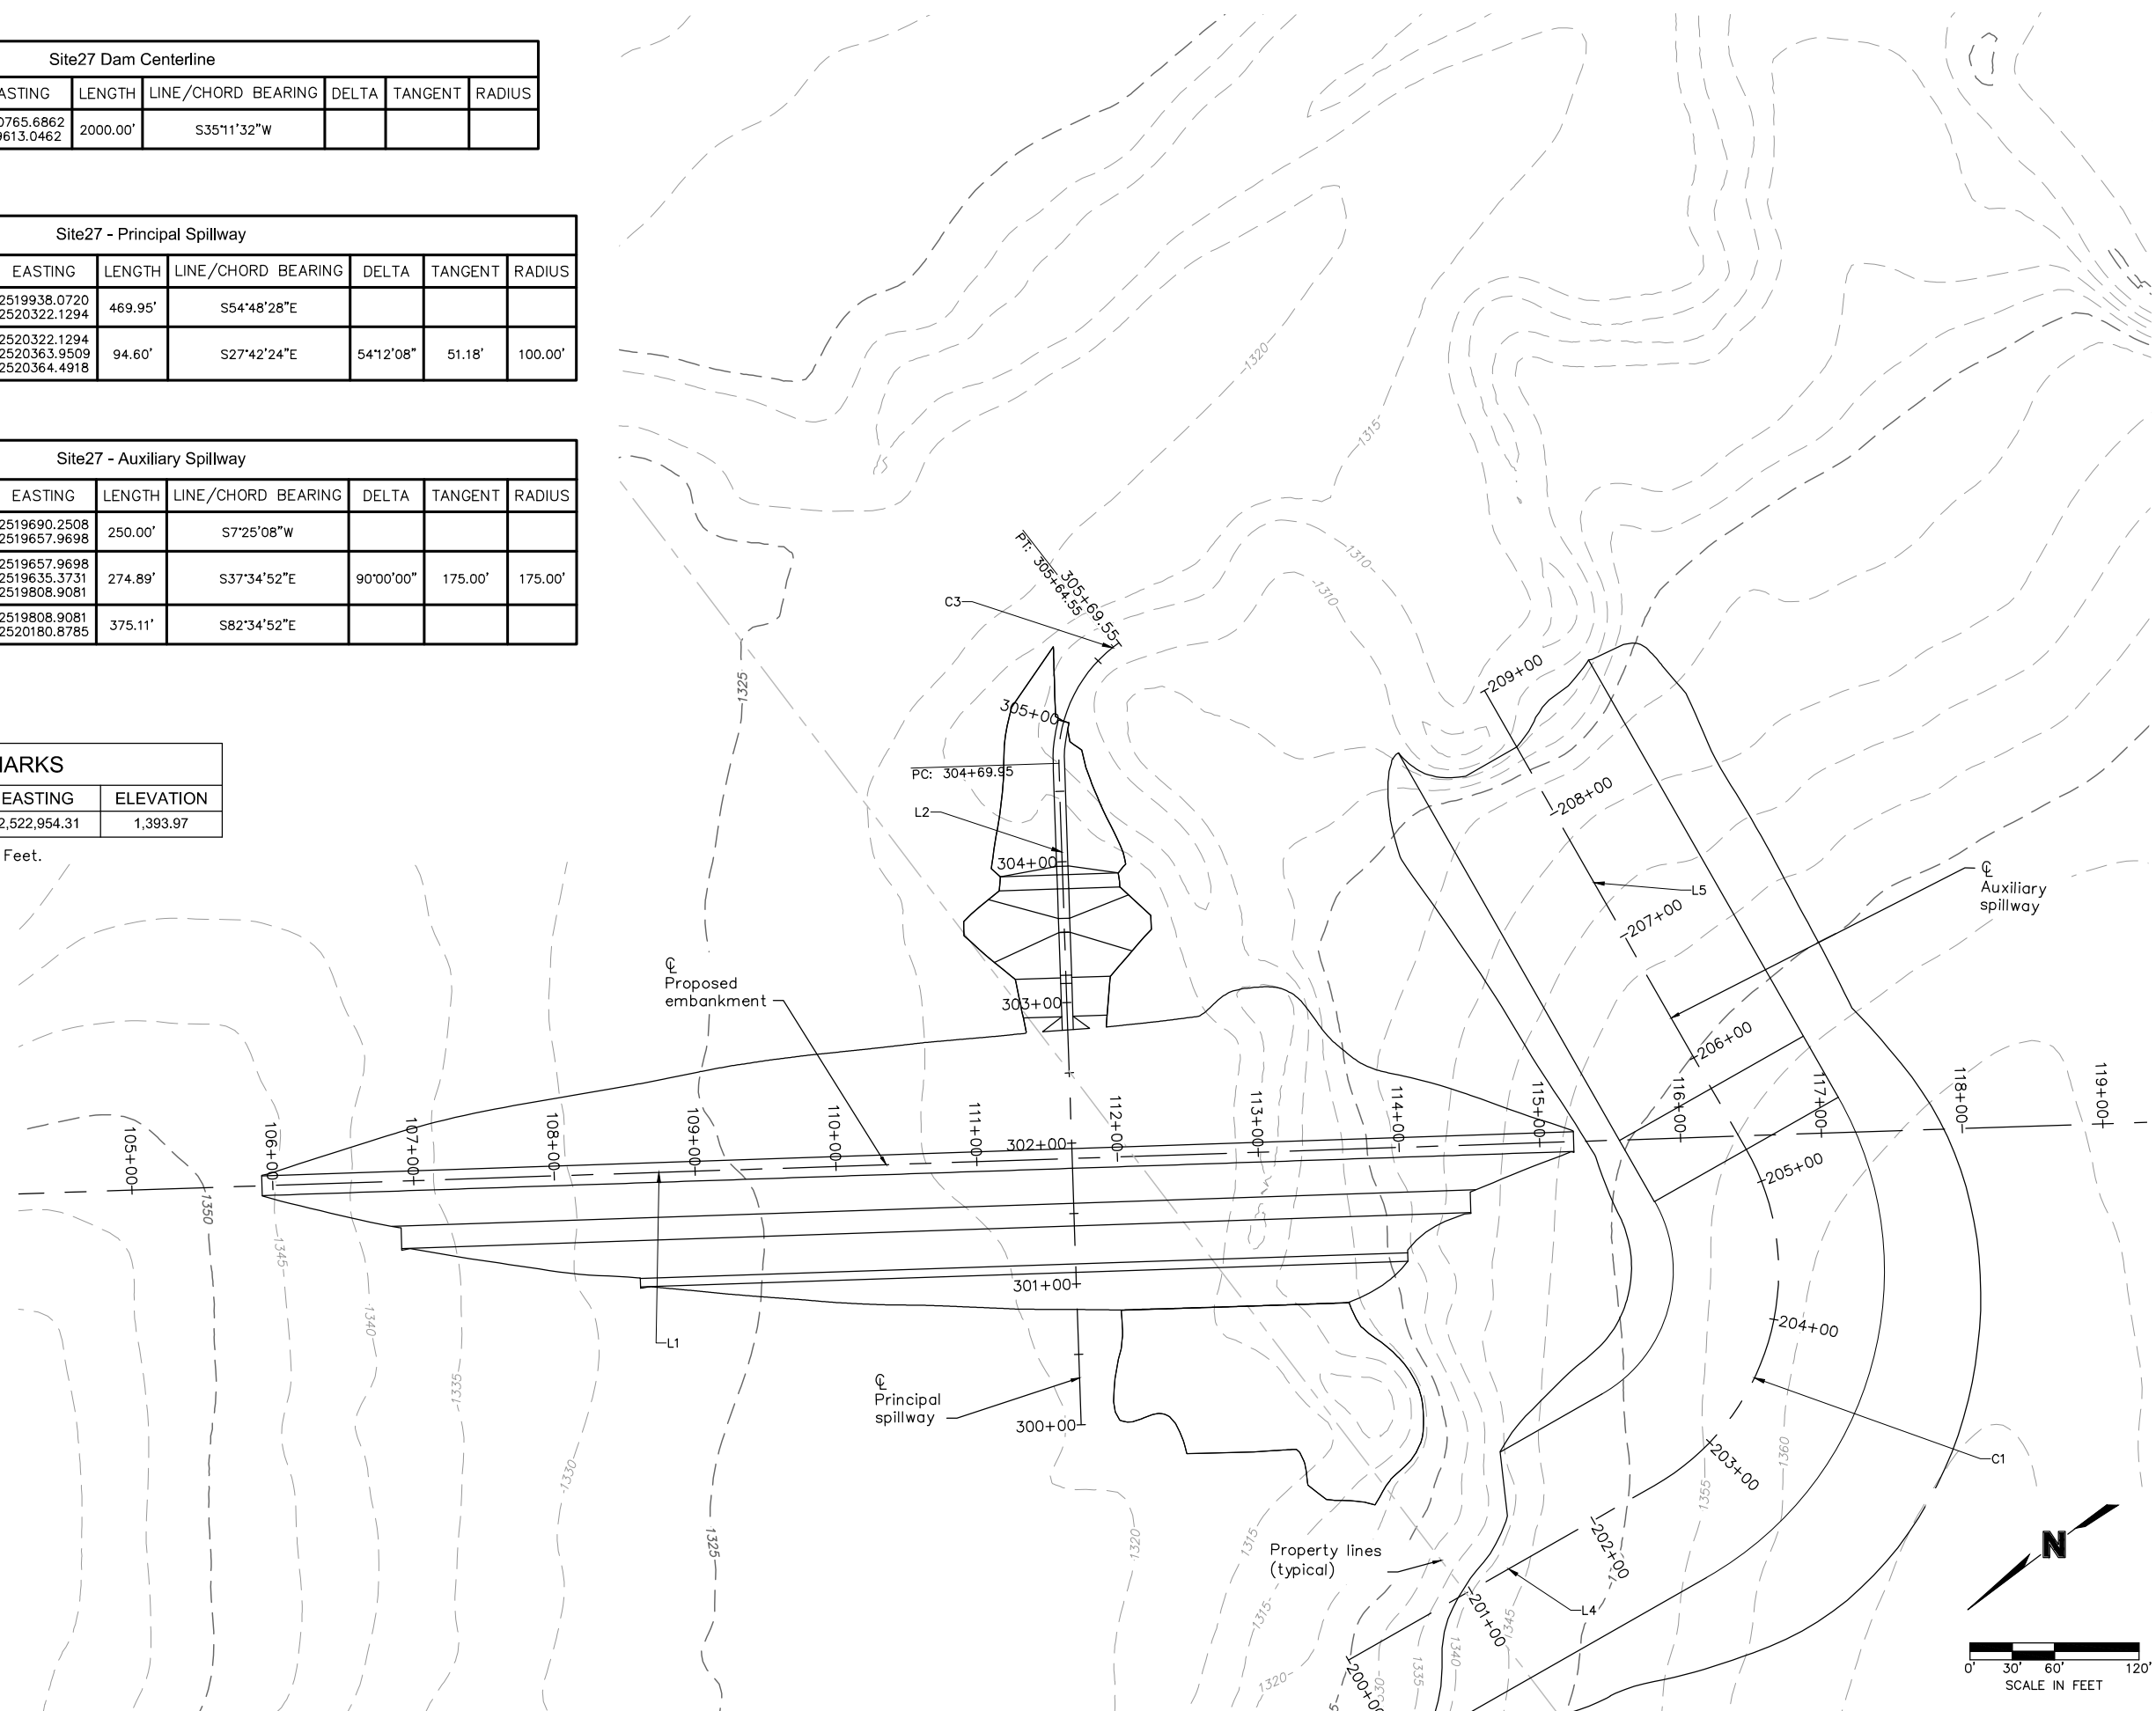 Site27 Dam Centerline
LENGTH LINE/CHORD BEARING DELTA TANGENT RADIUS
2000.00' S35°11'32"W
Site27 - Principal Spillway
EASTING LENGTH LINE/CHORD BEARING DELTA TANGENT RADIUS
2519938.0720
2520322.1294
469.95' S54°48'28"E
2520322.1294
2520363.9509
2520364.4918
94.60' S27°42'24"E 54°12'08" 51.18' 100.00'
Site27 - Auxiliary Spillway
EASTING LENGTH LINE/CHORD BEARING DELTA TANGENT RADIUS
2519690.2508
2519657.9698
250.00' S7°25'08"W
2519657.9698
2519635.3731
2519808.9081
274.89' S37°34'52"E 90°00'00" 175.00' 175.00'
2519808.9081
2520180.8785
375.11' S82°34'52"E
EASTING ELEVATION
2,522,954.31 1,393.97
Feet.
1320
1315
1310
1310
1325
PT: 305+64.55
305+69.55
C3
305+00
PC: 304+69.95
L2
304+00
303+00
302+00
301+00
300+00
209+00
208+00
207+00
206+00
205+00
204+00
203+00
202+00
201+00
200+00
L5
℄
Auxiliary
spillway
℄
Proposed
embankment
105+00
106+00
107+00
108+00
109+00
110+00
111+00
112+00
113+00
114+00
115+00
116+00
117+00
118+00
119+00
1350
1345
1340
1335
1330
1325
L1
℄
Principal
spillway
1320
1315
1315
1320
1335
1340
1345
1355
1360
C1
L4
Property lines
(typical)
N
0' 30' 60' 120'
SCALE IN FEET